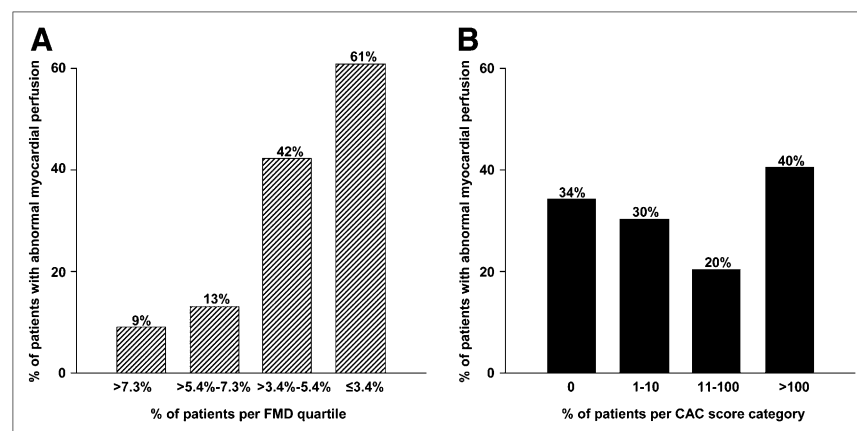 A
% of patients with abnormal myocardial perfusion
60
40
20
0
9%
13%
42%
61%
>7.3% >5.4%-7.3% >3.4%-5.4% ≤3.4%
% of patients per FMD quartile
B
% of patients with abnormal myocardial perfusion
60
40
20
0
34%
30%
20%
40%
0 1-10 11-100 >100
% of patients per CAC score category